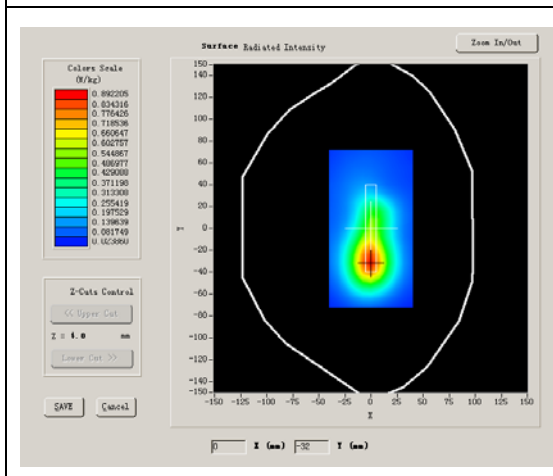 Surface Radiated Intensity
Zoom In/Out
Colors Scale
(W/kg)
0.892205
0.834316
0.776426
0.718536
0.660647
0.602757
0.544867
0.486977
0.429088
0.371198
0.313308
0.255419
0.197529
0.139639
0.081749
0.023860
Z-Cuts Control
<< Upper Cut
Z = 4.0 mm
Lower Cut >>
SAVE Cancel
150
140
120
100
80
60
40
20
Y 0
-20
-40
-60
-80
-100
-120
-140
-150
-150 -125 -100 -75 -50 -25 0 25 50 75 100 125 150
X
0 X (mm) -32 Y (mm)